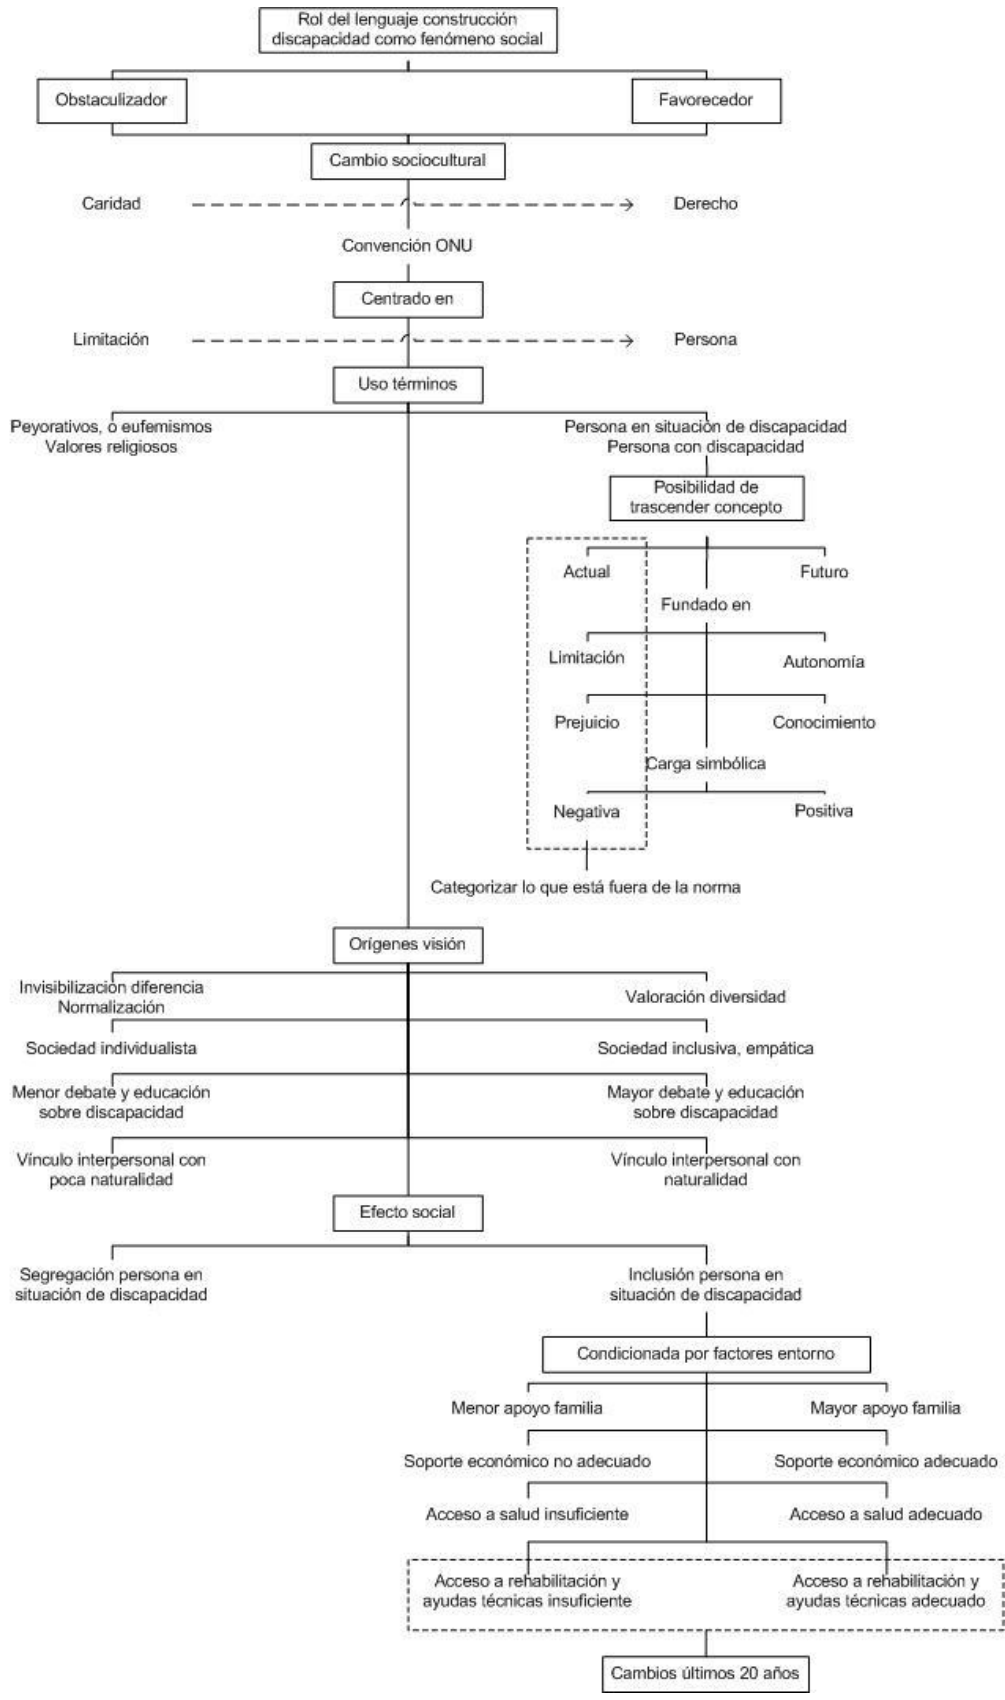 Rol del lenguaje construcción
discapacidad como fenómeno social
Obstaculizador
Favorecedor
Cambio sociocultural
Caridad
Derecho
Convención ONU
Centrado en
Limitación
Persona
Uso términos
Peyorativos, o eufemismos
Valores religiosos
Persona en situación de discapacidad
Persona con discapacidad
Posibilidad de
trascender concepto
Actual
Futuro
Fundado en
Limitación
Autonomía
Prejuicio
Conocimiento
Carga simbólica
Negativa
Positiva
Categorizar lo que está fuera de la norma
Orígenes visión
Invisibilización diferencia
Normalización
Valoración diversidad
Sociedad individualista
Sociedad inclusiva, empática
Menor debate y educación
sobre discapacidad
Mayor debate y educación
sobre discapacidad
Vínculo interpersonal con
poca naturalidad
Vínculo interpersonal con
naturalidad
Efecto social
Segregación persona en
situación de discapacidad
Inclusión persona en
situación de discapacidad
Condicionada por factores entorno
Menor apoyo familia
Mayor apoyo familia
Soporte económico no adecuado
Soporte económico adecuado
Acceso a salud insuficiente
Acceso a salud adecuado
Acceso a rehabilitación y
ayudas técnicas insuficiente
Acceso a rehabilitación y
ayudas técnicas adecuado
Cambios últimos 20 años